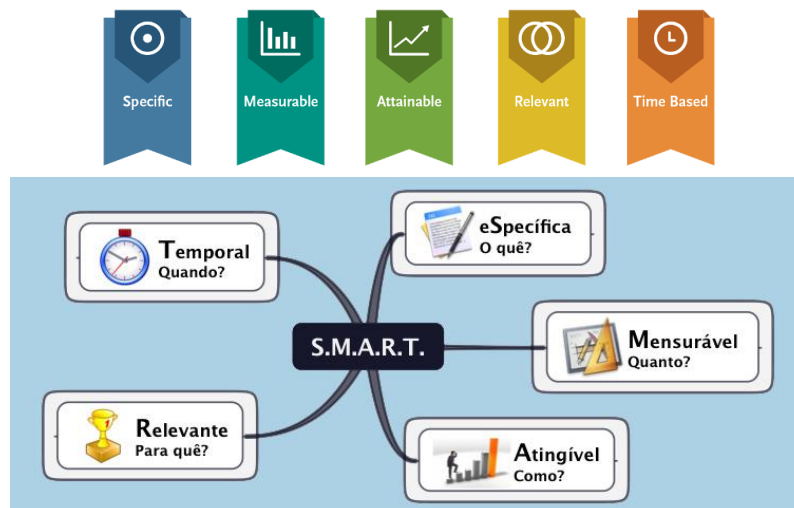 Specific
Measurable
Attainable
Relevant
Time Based
eSpecífica
O quê?
Temporal
Quando?
S.M.A.R.T.
Mensurável
Quanto?
Relevante
Para quê?
Atingível
Como?